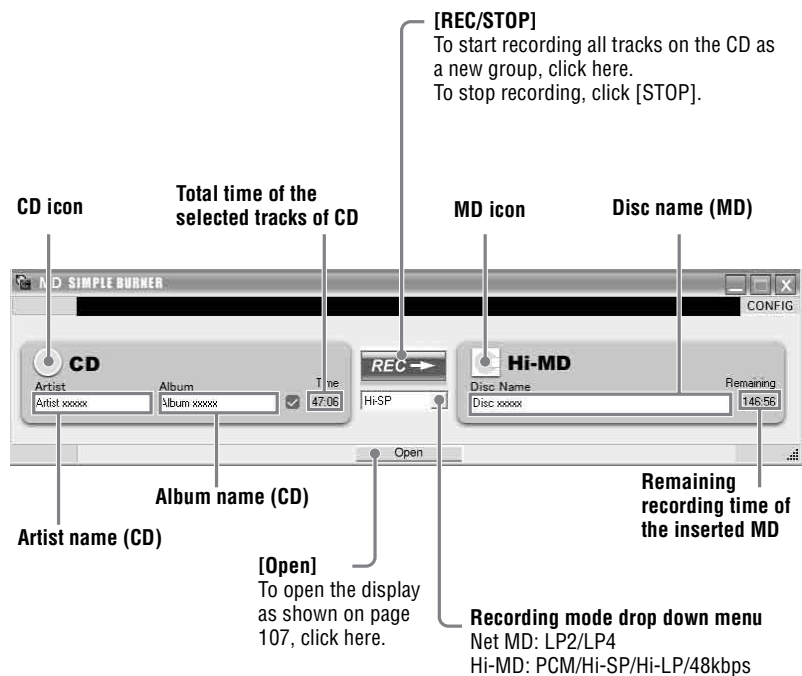 [REC/STOP]
To start recording all tracks on the CD as
a new group, click here.
To stop recording, click [STOP].
CD icon
Total time of the
selected tracks of CD
MD icon
Disc name (MD)
MD SIMPLE BURNER
CONFIG
CD
Artist
Album
Time
Artist xxxxx
Album xxxxx
47:06
REC
Hi-SP
Hi-MD
Disc Name
Remaining
Disc xxxxx
146:56
Open
Album name (CD)
Artist name (CD)
Remaining
recording time of
the inserted MD
[Open]
To open the display
as shown on page
107, click here.
Recording mode drop down menu
Net MD: LP2/LP4
Hi-MD: PCM/Hi-SP/Hi-LP/48kbps